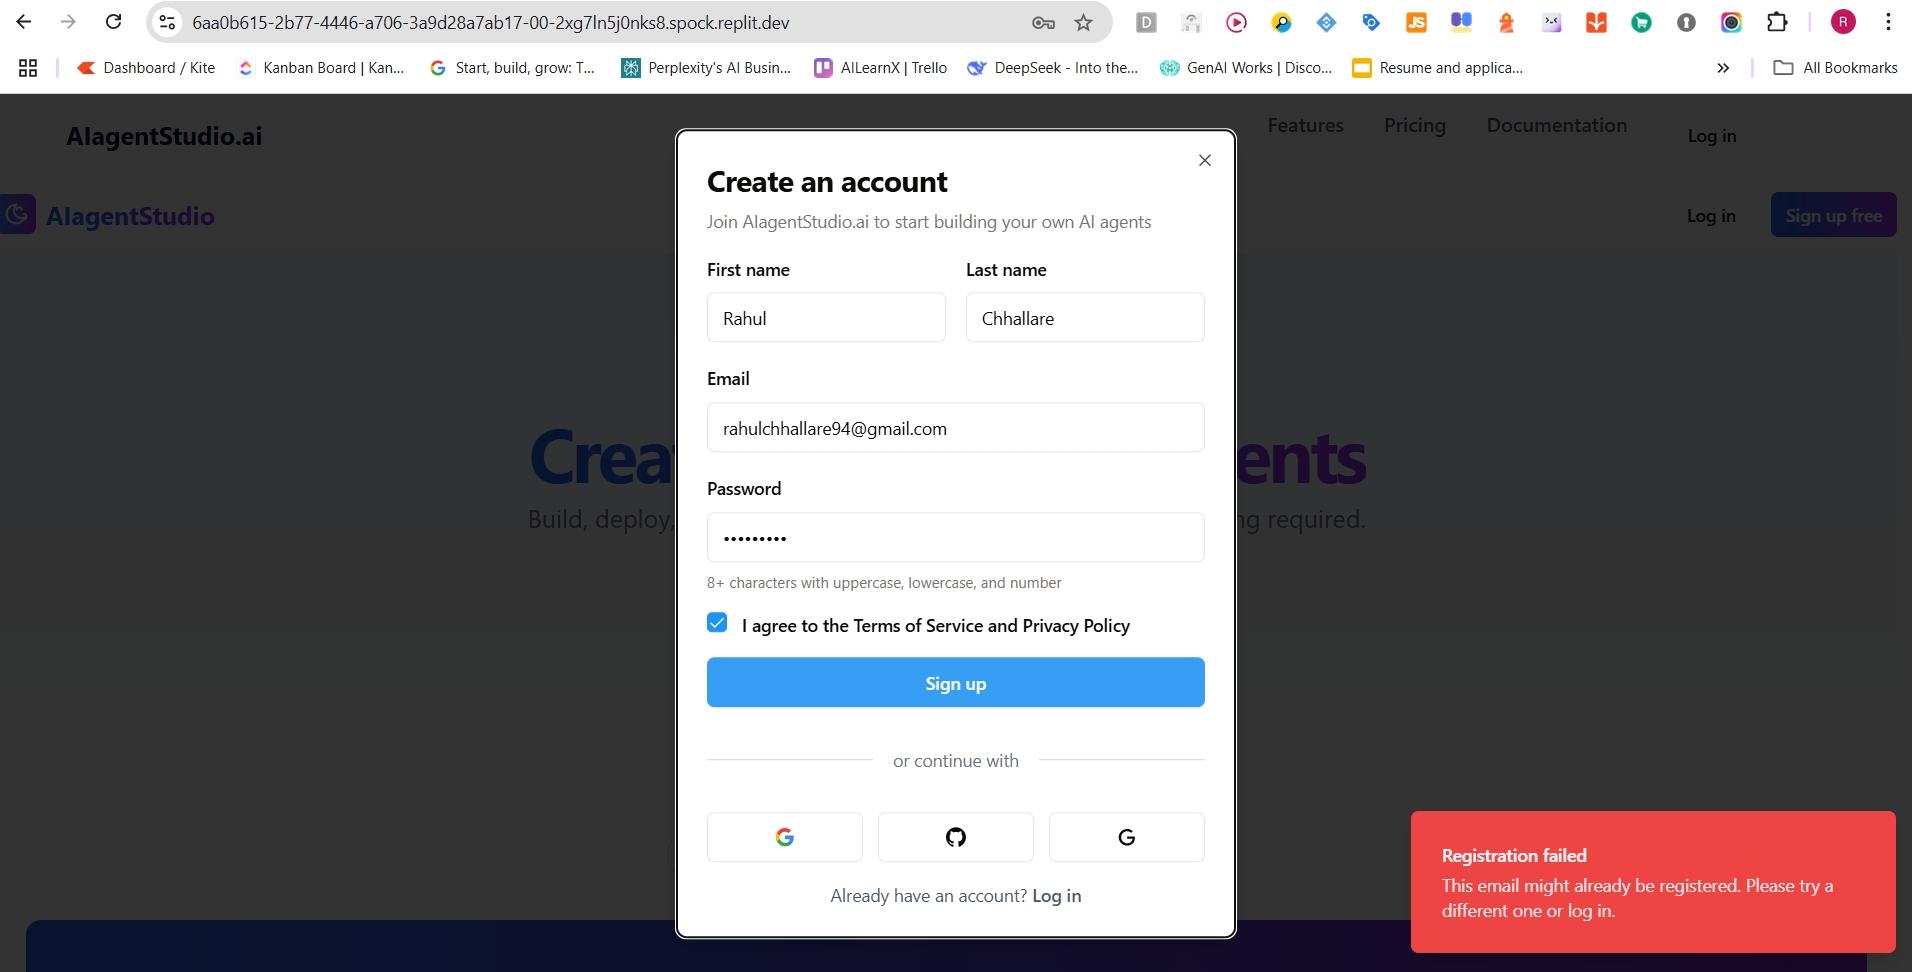 6aa0b615-2b77-4446-a706-3a9d28a7ab17-00-2xg7ln5j0nks8.spock.replit.dev
D
JS
R
Dashboard / Kite
Kanban Board | Kan...
Start, build, grow: T...
Perplexity's AI Busin...
AILearnX | Trello
DeepSeek - Into the...
GenAI Works | Disco...
Resume and applica...
All Bookmarks
AIagentStudio.ai
Features
Pricing
Documentation
Log in
AIagentStudio
Log in
Sign up free
Crea
ents
Build, deploy,
ng required.
Create an account
Join AIagentStudio.ai to start building your own AI agents
First name
Last name
Rahul
Chhallare
Email
rahulchhallare94@gmail.com
Password
•••••••••
8+ characters with uppercase, lowercase, and number
I agree to the Terms of Service and Privacy Policy
Sign up
or continue with
Already have an account? Log in
Registration failed
This email might already be registered. Please try a
different one or log in.